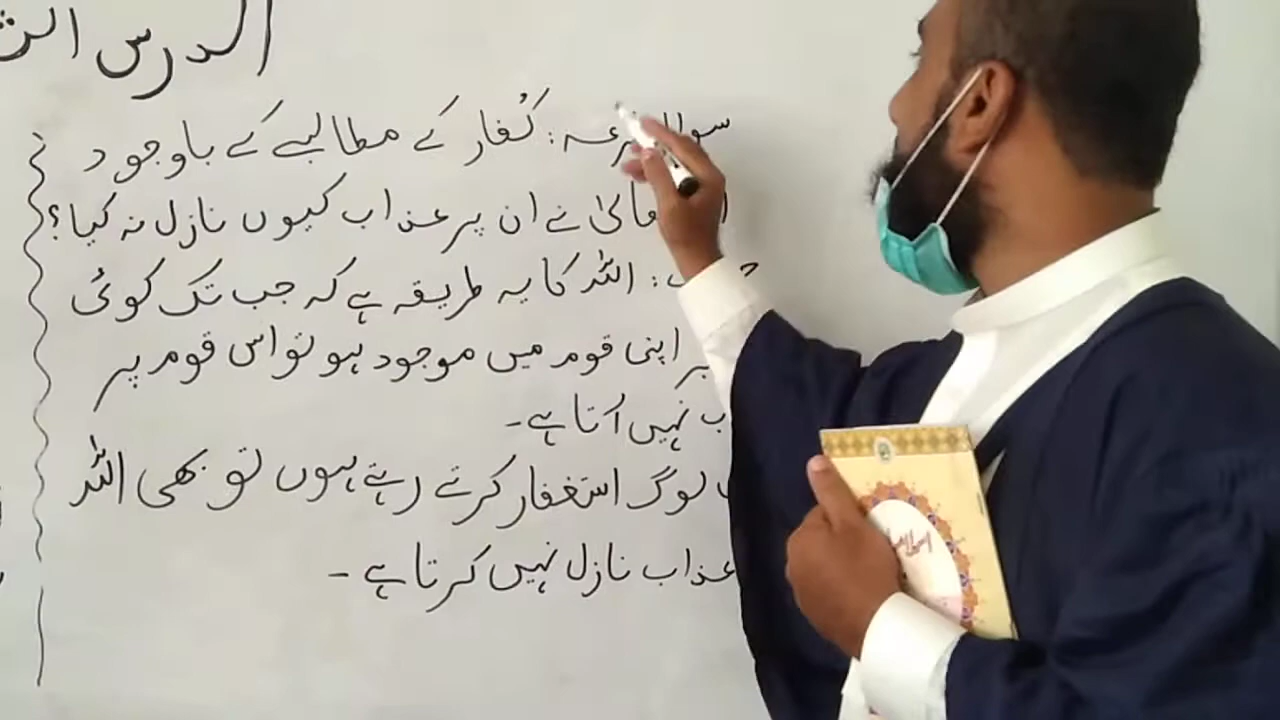 الدرس
سوال : کُفار کے مطالبے کے باوجود
نے ان پر عذاب کیوں نازل نہ کیا؟
: اللہ کا یہ طریقہ ہے کہ جب تک کوئی
اپنی قوم میں موجود ہو تو اس قوم پر
نہیں آتا ہے۔
لوگ استغفار کرتے رہتے ہوں تو بھی اللہ
عذاب نازل نہیں کرتا ہے۔